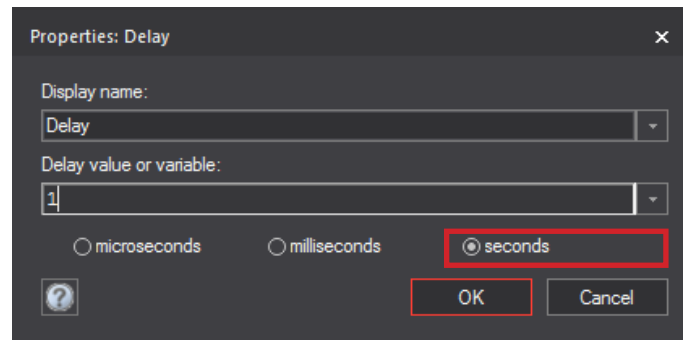 Properties: Delay
Display name:
Delay
Delay value or variable:
1
microseconds milliseconds seconds
OK Cancel